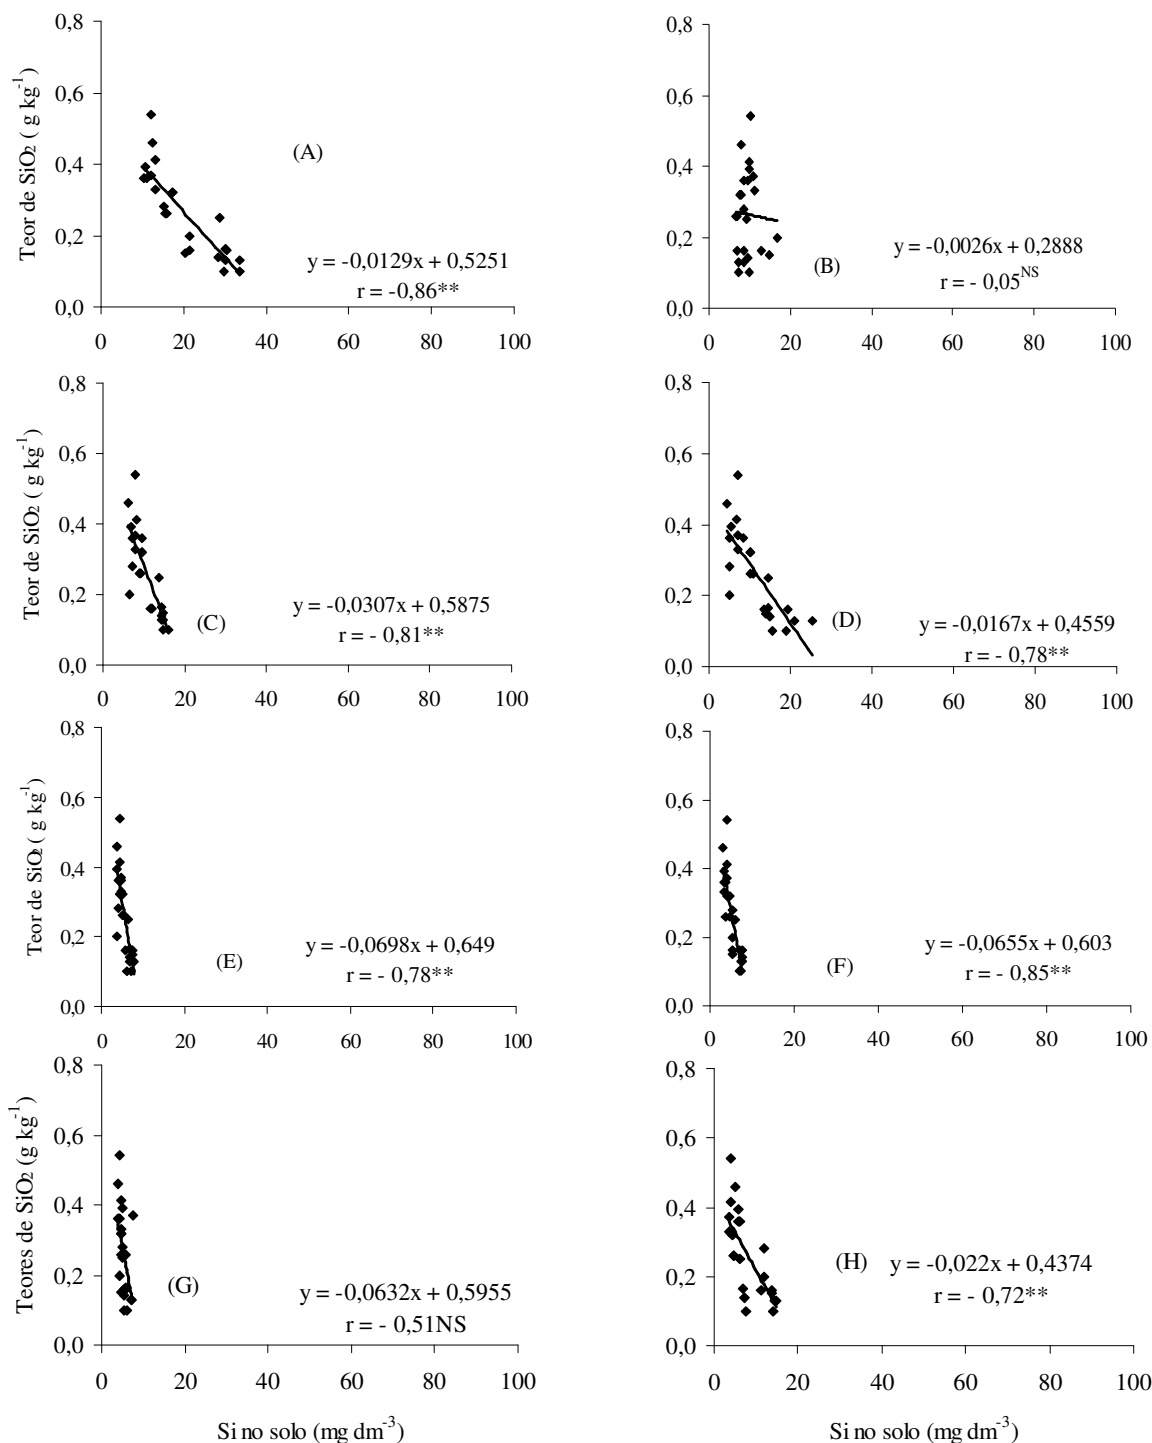 0,8
0,6
0,4
0,2
0,0
Teor de SiO2 ( g kg-1)
(A)
y = -0,0129x + 0,5251
r = -0,86**
0 20 40 60 80 100
0,8
0,6
0,4
0,2
0,0
(B)
y = -0,0026x + 0,2888
r = - 0,05NS
0 20 40 60 80 100
0,8
0,6
0,4
0,2
0,0
Teor de SiO2 ( g kg-1)
(C)
y = -0,0307x + 0,5875
r = - 0,81**
0 20 40 60 80 100
0,8
0,6
0,4
0,2
0,0
(D)
y = -0,0167x + 0,4559
r = - 0,78**
0 20 40 60 80 100
0,8
0,6
0,4
0,2
0,0
Teor de SiO2 ( g kg-1)
(E)
y = -0,0698x + 0,649
r = - 0,78**
0 20 40 60 80 100
0,8
0,6
0,4
0,2
0,0
(F)
y = -0,0655x + 0,603
r = - 0,85**
0 20 40 60 80 100
0,8
0,6
0,4
0,2
0,0
Teores de SiO2 (g kg-1)
(G)
y = -0,0632x + 0,5955
r = - 0,51NS
0 20 40 60 80 100
Si no solo (mg dm-3)
0,8
0,6
0,4
0,2
0,0
(H)
y = -0,022x + 0,4374
r = - 0,72**
0 20 40 60 80 100
Si no solo (mg dm-3)